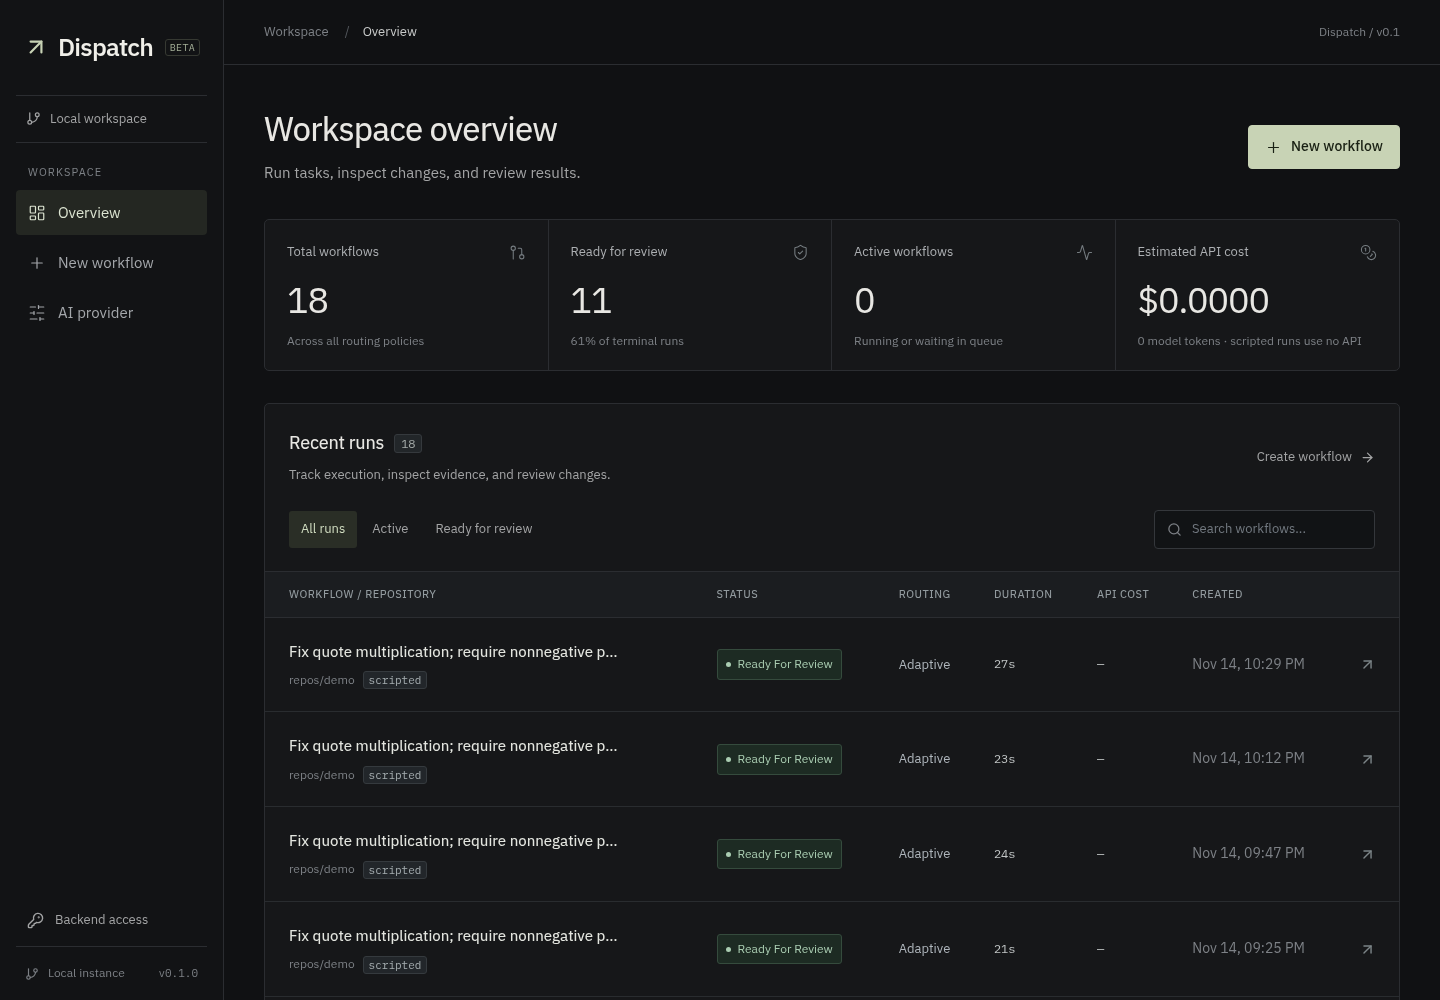 Dispatch BETA
Local workspace
WORKSPACE
Overview
New workflow
AI provider
Backend access
Local instance v0.1.0
Workspace / Overview
Dispatch / v0.1
Workspace overview
Run tasks, inspect changes, and review results.
New workflow
Total workflows
18
Across all routing policies
Ready for review
11
61% of terminal runs
Active workflows
0
Running or waiting in queue
Estimated API cost
$0.0000
0 model tokens · scripted runs use no API
Recent runs 18
Track execution, inspect evidence, and review changes.
Create workflow
All runs Active Ready for review
Search workflows...
WORKFLOW / REPOSITORY STATUS ROUTING DURATION API COST CREATED
Fix quote multiplication; require nonnegative p...
repos/demo scripted
Ready For Review Adaptive 27s – Nov 14, 10:29 PM
Fix quote multiplication; require nonnegative p...
repos/demo scripted
Ready For Review Adaptive 23s – Nov 14, 10:12 PM
Fix quote multiplication; require nonnegative p...
repos/demo scripted
Ready For Review Adaptive 24s – Nov 14, 09:47 PM
Fix quote multiplication; require nonnegative p...
repos/demo scripted
Ready For Review Adaptive 21s – Nov 14, 09:25 PM